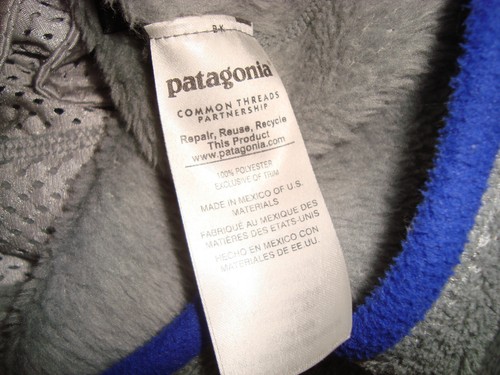 B·K
patagonia
COMMON THREADS
PARTNERSHIP
Repair, Reuse, Recycle
This Product
www.patagonia.com
100% POLYESTER
EXCLUSIVE OF TRIM
MADE IN MEXICO OF U.S.
MATERIALS
FABRIQUÉ AU MEXIQUE DES
MATIÈRES DES ÉTATS-UNIS
HECHO EN MEXICO CON
MATERIALES DE EE.UU.